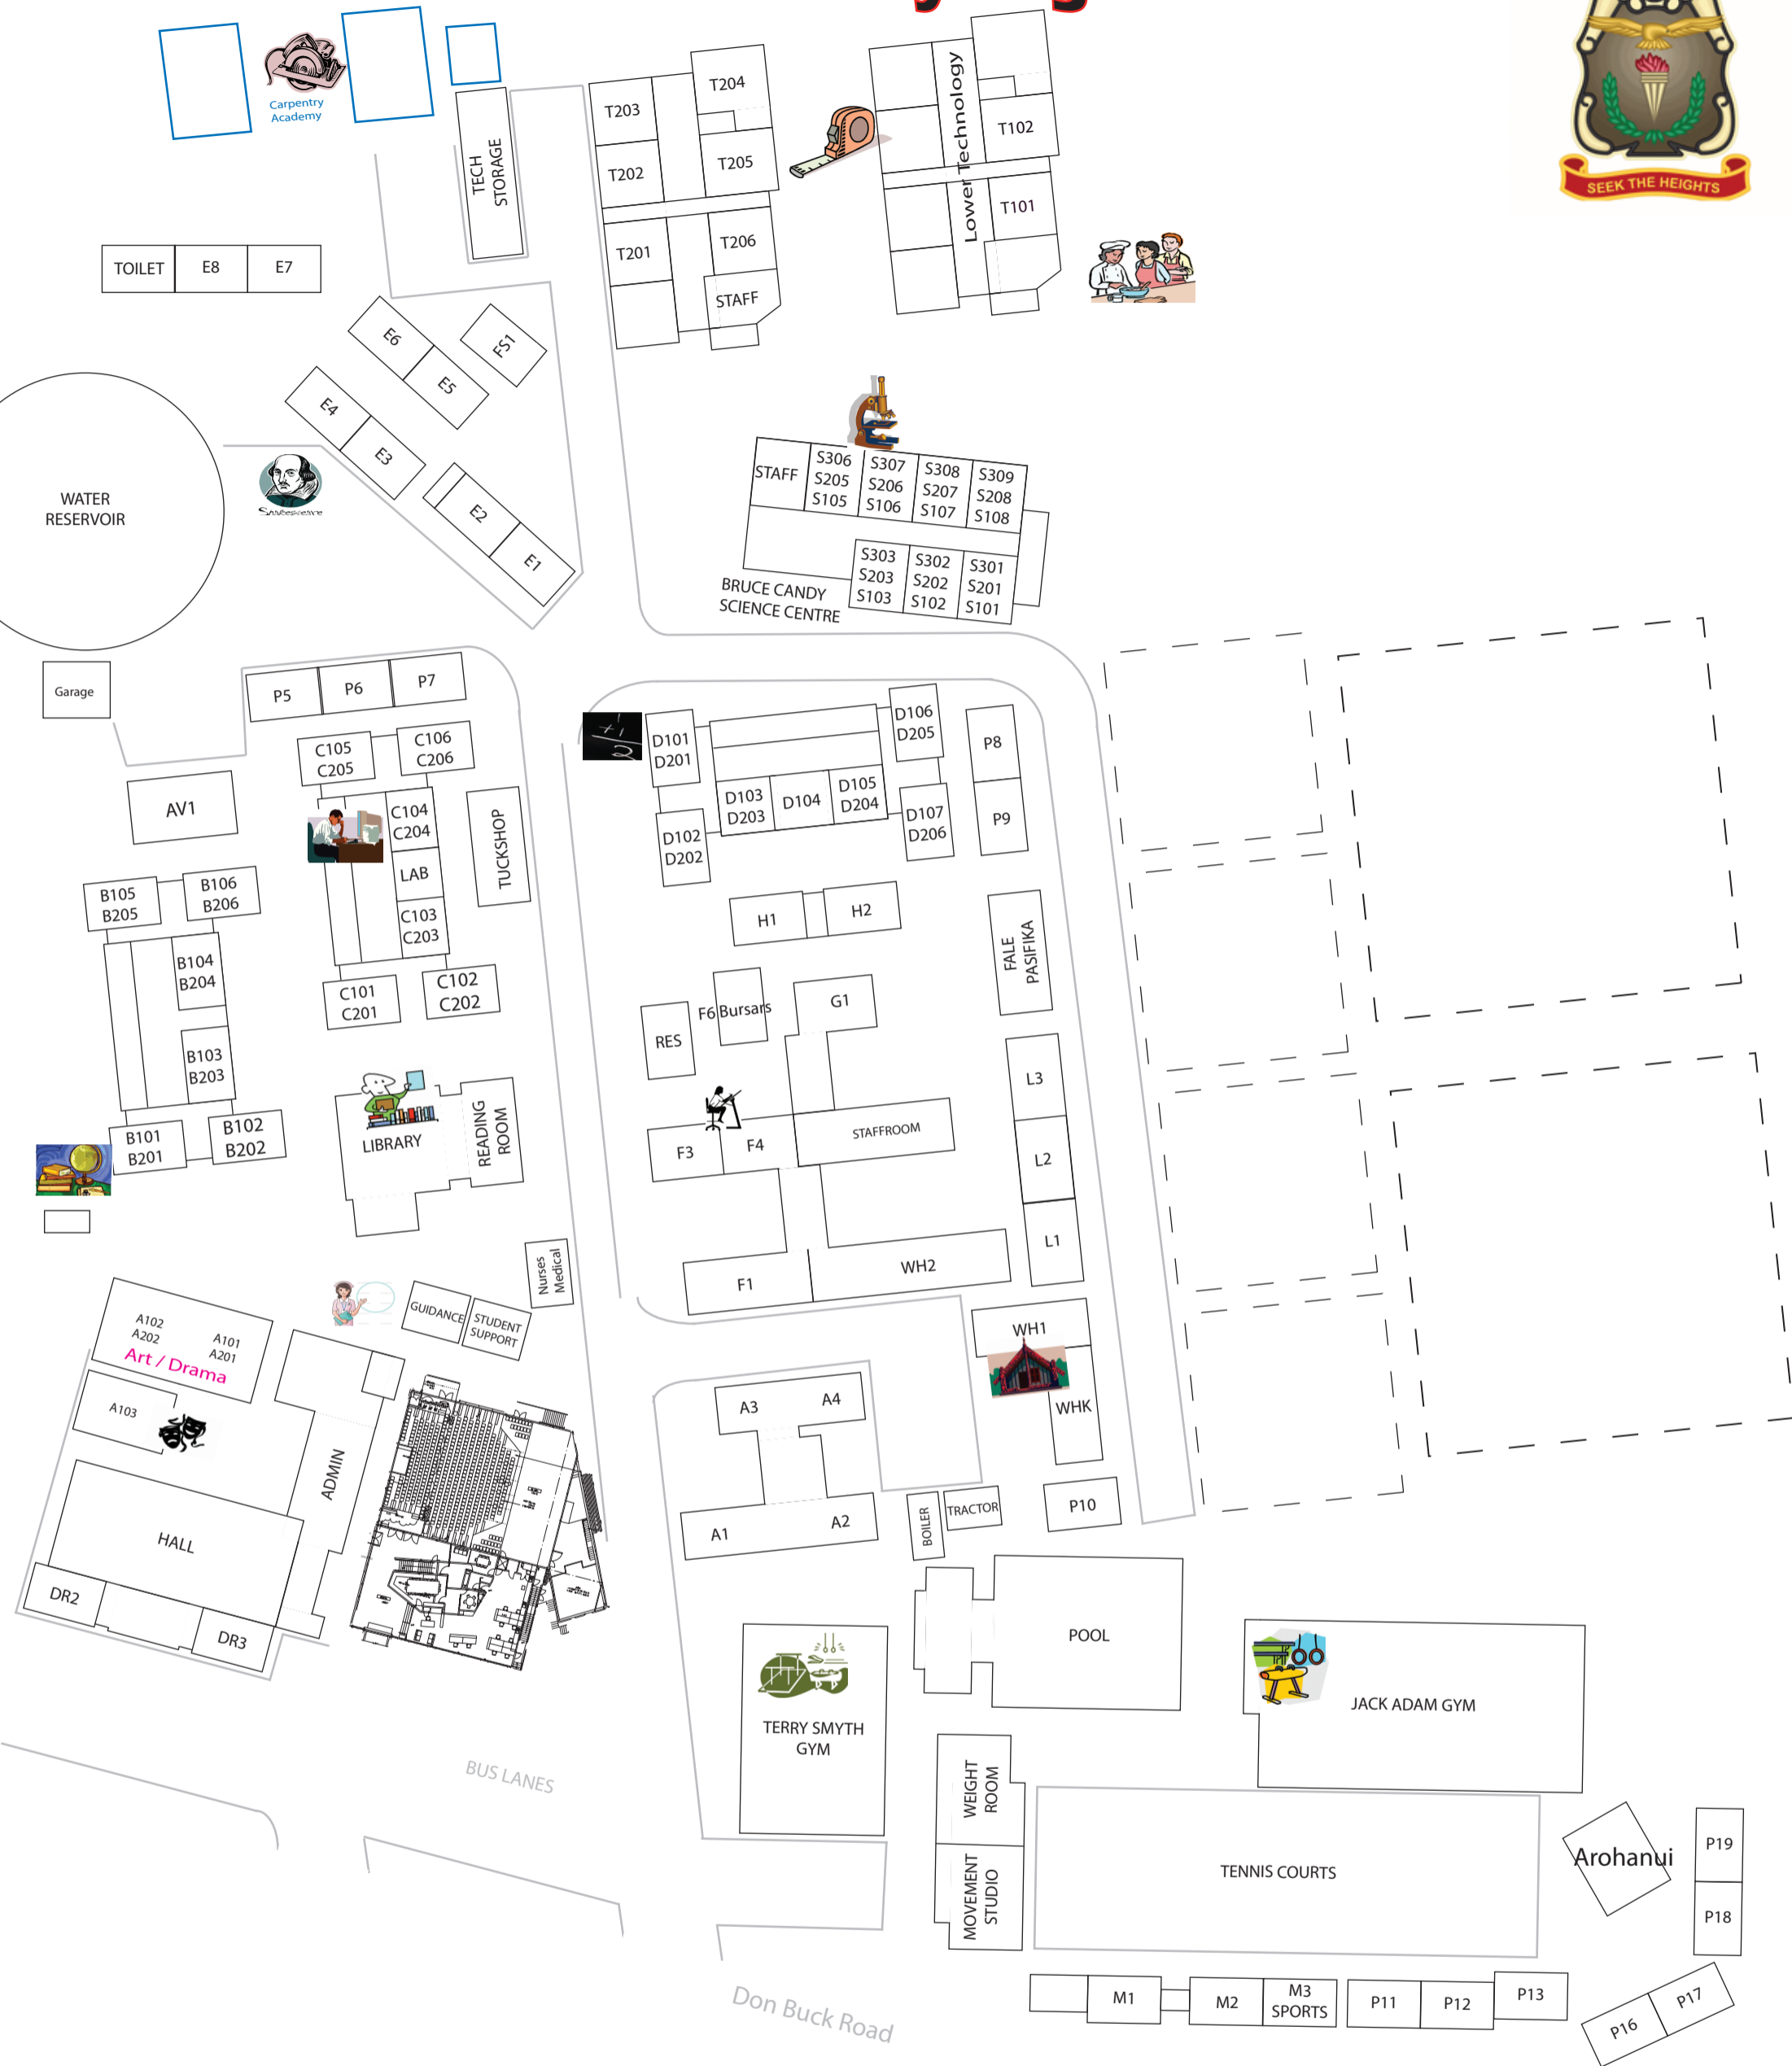 SEEK THE HEIGHTS
Carpentry
Academy
TECH
STORAGE
T203
T204
T202
T205
T201
T206
STAFF
Lower Technology
T102
T101
TOILET
E8
E7
E6
E5
FS1
E4
E3
E2
E1
WATER
RESERVOIR
STAFF
S306
S205
S105
S307
S206
S106
S308
S207
S107
S309
S208
S108
S303
S203
S103
S302
S202
S102
S301
S201
S101
BRUCE CANDY
SCIENCE CENTRE
Garage
P5
P6
P7
C105
C205
C106
C206
AV1
C104
C204
LAB
C103
C203
TUCKSHOP
C101
C201
C102
C202
B105
B205
B106
B206
B104
B204
B103
B203
B101
B201
B102
B202
+1
2
D101
D201
D102
D202
D103
D203
D104
D105
D204
D106
D205
D107
D206
P8
P9
H1
H2
FALE
PASIFIKA
F6 Bursars
G1
RES
L3
L2
L1
LIBRARY
READING
ROOM
F3
F4
STAFFROOM
F1
WH2
Nurses
Medical
GUIDANCE
STUDENT
SUPPORT
A102
A202
A101
A201
Art / Drama
A103
ADMIN
HALL
DR2
DR3
WH1
WHK
A3
A4
A1
A2
BOILER
TRACTOR
P10
POOL
TERRY SMYTH
GYM
JACK ADAM GYM
WEIGHT
ROOM
MOVEMENT
STUDIO
TENNIS COURTS
Arohanui
P19
P18
BUS LANES
Don Buck Road
M1
M2
M3
SPORTS
P11
P12
P13
P16
P17